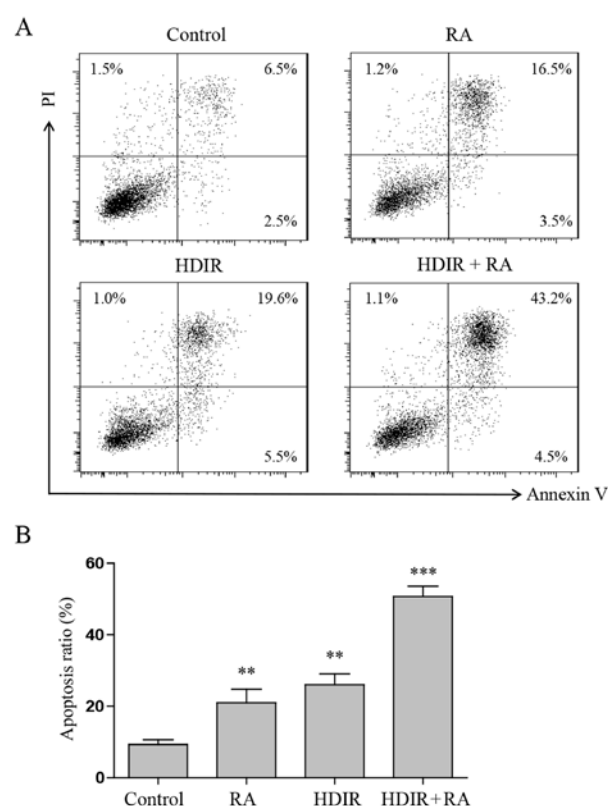 A
Control
RA
1.5%
6.5%
1.2%
16.5%
PI
2.5%
3.5%
HDIR
HDIR + RA
1.0%
19.6%
1.1%
43.2%
5.5%
4.5%
Annexin V
B
Apoptosis ratio (%)
60
40
20
0
**
**
***
Control
RA
HDIR
HDIR+RA